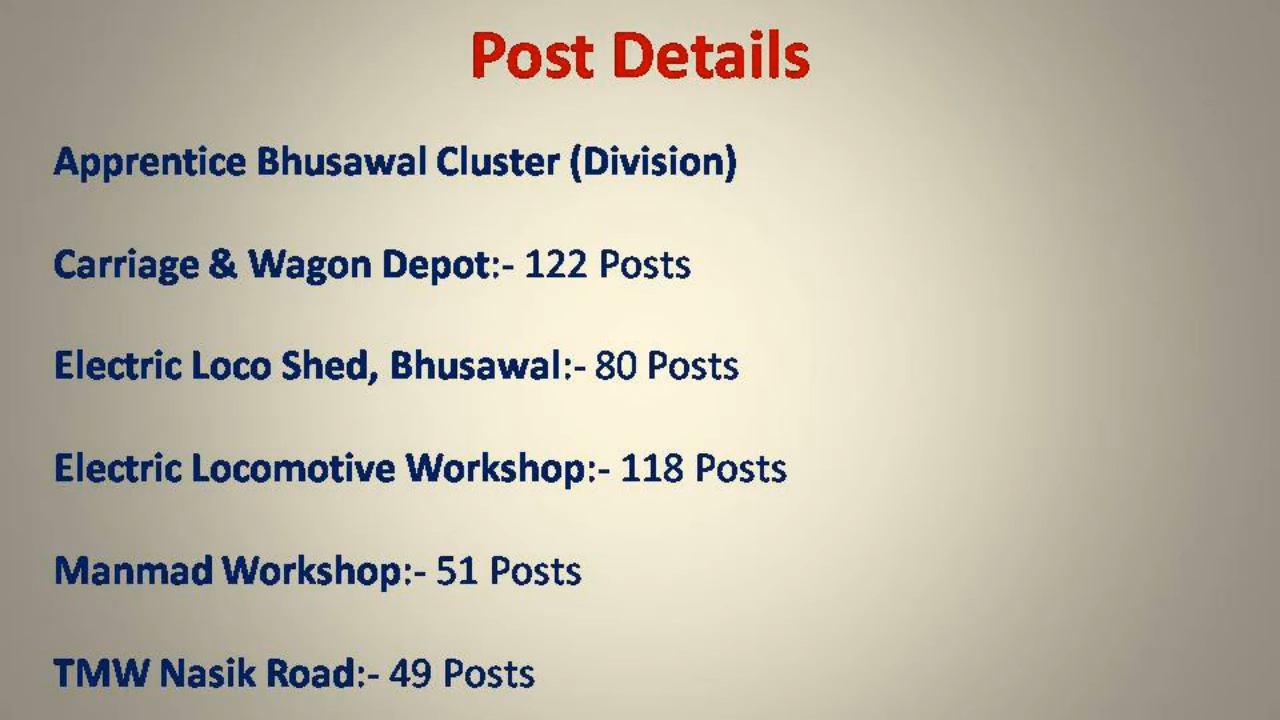 Post Details
Apprentice Bhusawal Cluster (Division)
Carriage & Wagon Depot:- 122 Posts
Electric Loco Shed, Bhusawal:- 80 Posts
Electric Locomotive Workshop:- 118 Posts
Manmad Workshop:- 51 Posts
TMW Nasik Road:- 49 Posts